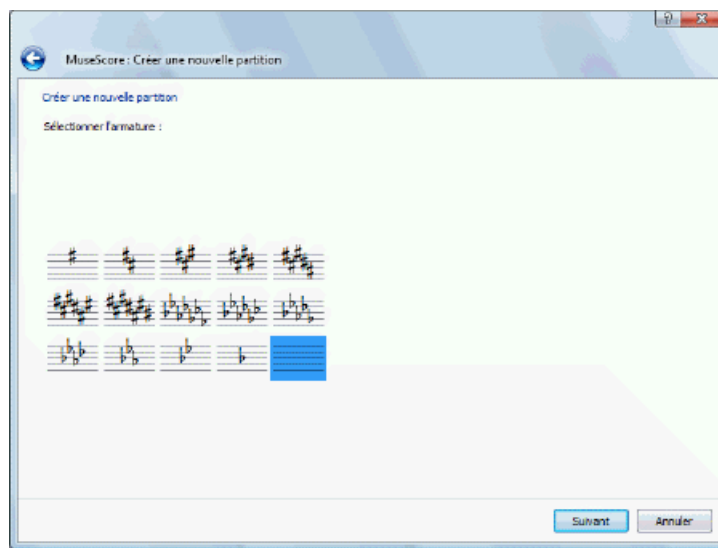 MuseScore : Créer une nouvelle partition
Créer une nouvelle partition
Sélectionner l'armature :
Suivant
Annuler